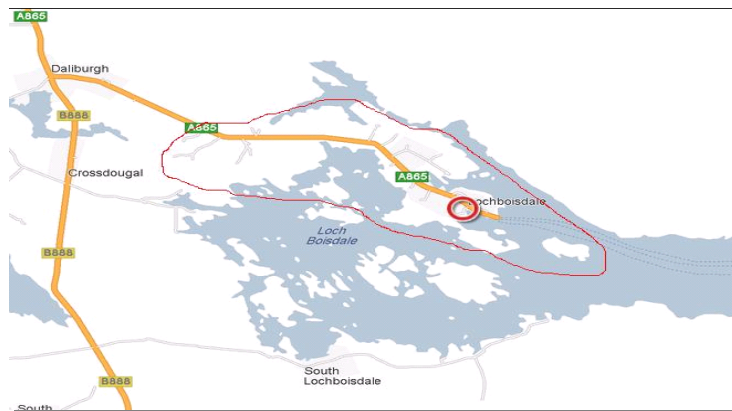 A865
Daliburgh
B888
A865
Crossdougal
A865
Lochboisdale
Loch
Boisdale
B888
South
Lochboisdale
B888
South